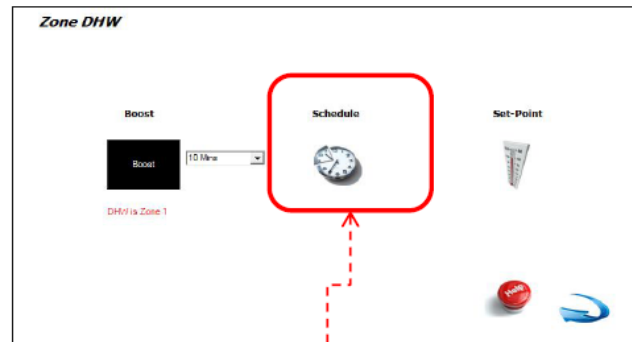 Zone DHW
Boost
Schedule
Set-Point
Boost
10 Mins
DHW is Zone 1
Help